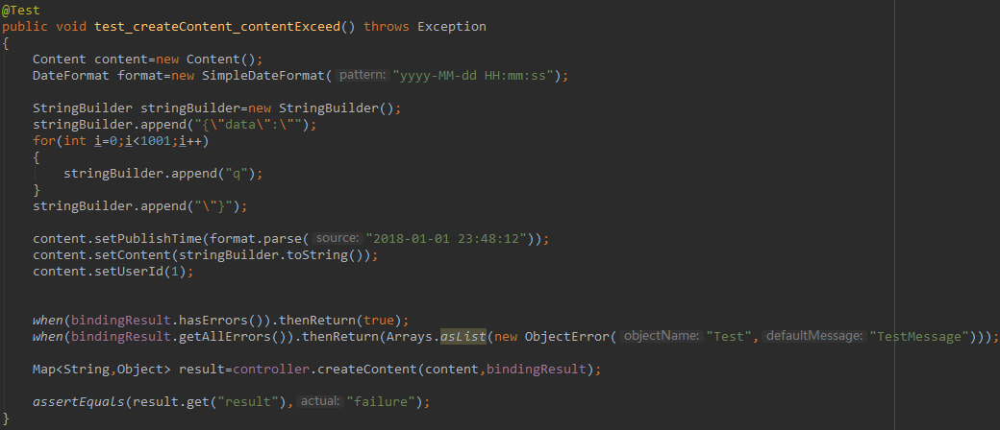 @Test
public void test_createContent_contentExceed() throws Exception
{
    Content content=new Content();
    DateFormat format=new SimpleDateFormat( pattern: "yyyy-MM-dd HH:mm:ss");

    StringBuilder stringBuilder=new StringBuilder();
    stringBuilder.append("{\"data\":\"");
    for(int i=0;i<1001;i++)
    {
        stringBuilder.append("q");
    }
    stringBuilder.append("\"}");

    content.setPublishTime(format.parse( source: "2018-01-01 23:48:12"));
    content.setContent(stringBuilder.toString());
    content.setUserId(1);

    when(bindingResult.hasErrors()).thenReturn(true);
    when(bindingResult.getAllErrors()).thenReturn(Arrays.asList(new ObjectError( objectName: "Test", defaultMessage: "TestMessage")));

    Map<String,Object> result=controller.createContent(content,bindingResult);

    assertEquals(result.get("result"), actual: "failure");
}